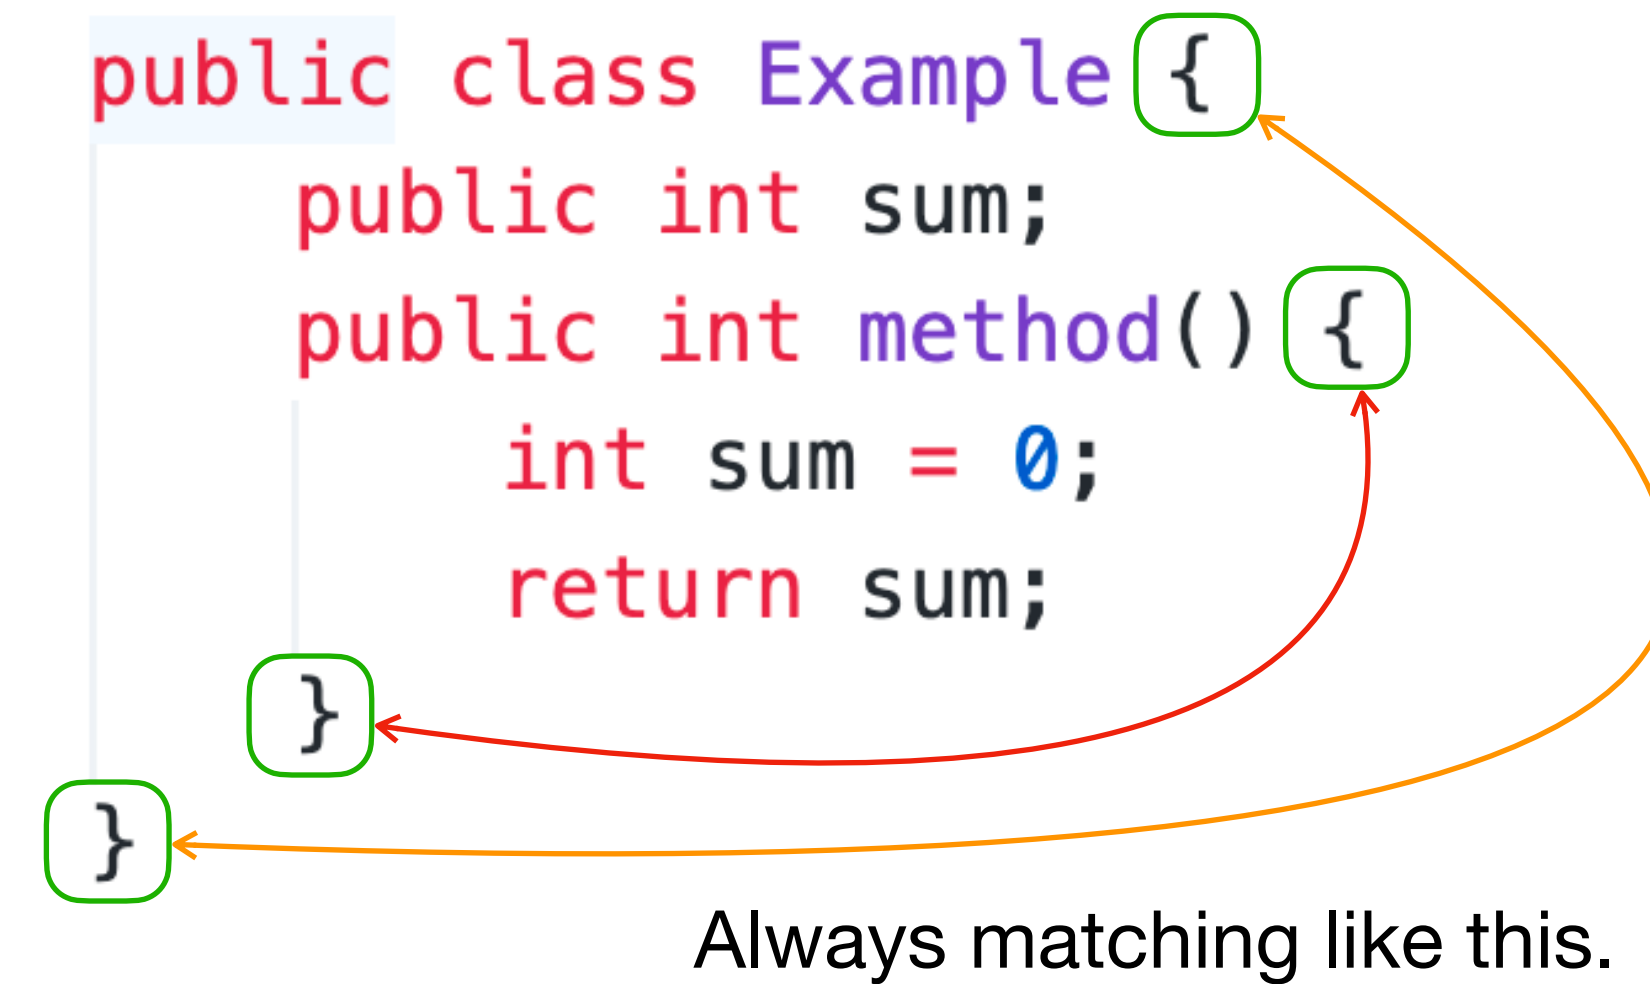 public class Example {
    public int sum;
    public int method() {
        int sum = 0;
        return sum;
    }
}
Always matching like this.